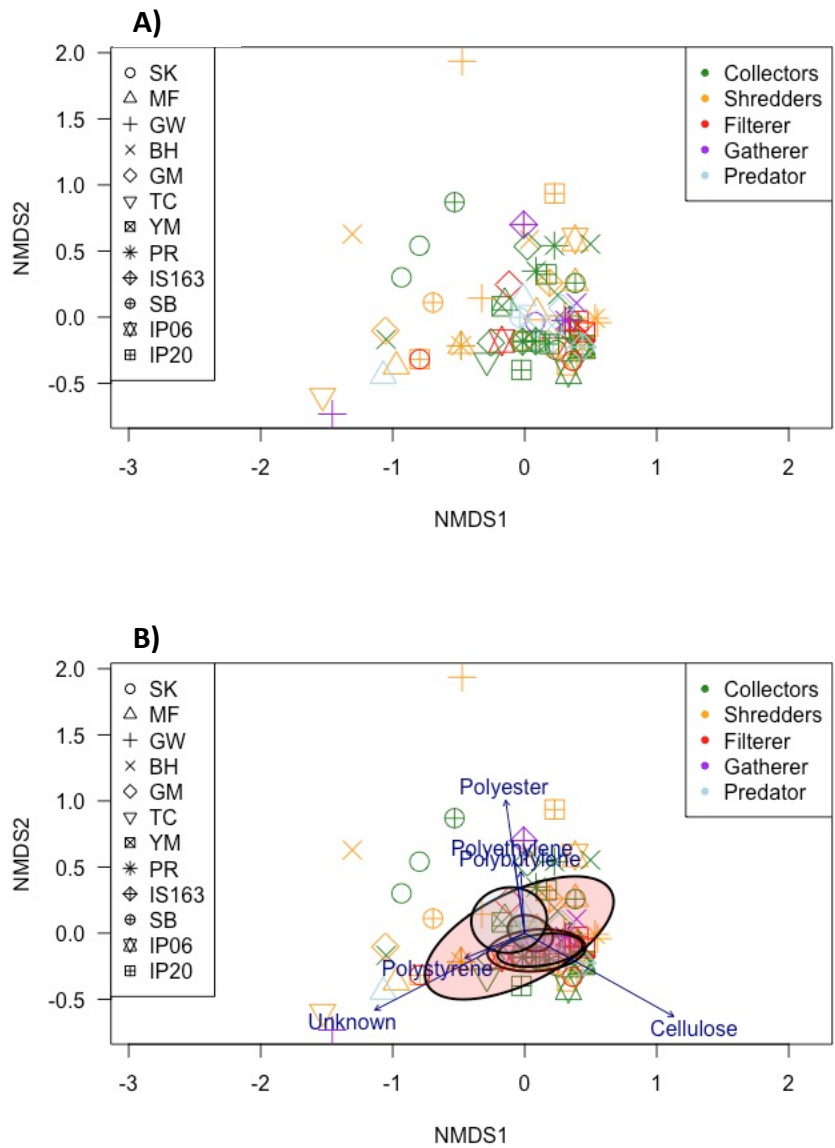 A)
2.0
1.5
1.0
0.5
0.0
-0.5
NMDS2
SK
MF
GW
BH
GM
TC
YM
PR
IS163
SB
IP06
IP20
Collectors
Shredders
Filterer
Gatherer
Predator
-3 -2 -1 0 1 2
NMDS1
B)
2.0
1.5
1.0
0.5
0.0
-0.5
NMDS2
SK
MF
GW
BH
GM
TC
YM
PR
IS163
SB
IP06
IP20
Collectors
Shredders
Filterer
Gatherer
Predator
Polyester
Polyethylene
Polybutylene
Polystyrene
Unknown
Cellulose
-3 -2 -1 0 1 2
NMDS1